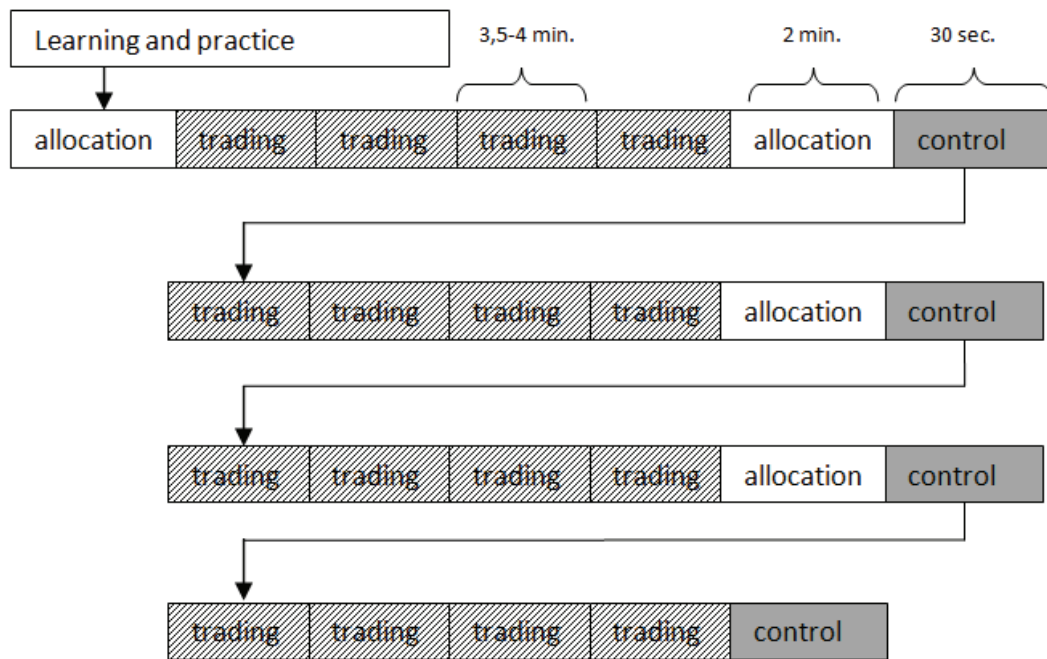 Learning and practice
3,5-4 min.
2 min.
30 sec.
allocation trading trading trading trading allocation control
trading trading trading trading allocation control
trading trading trading trading allocation control
trading trading trading trading control